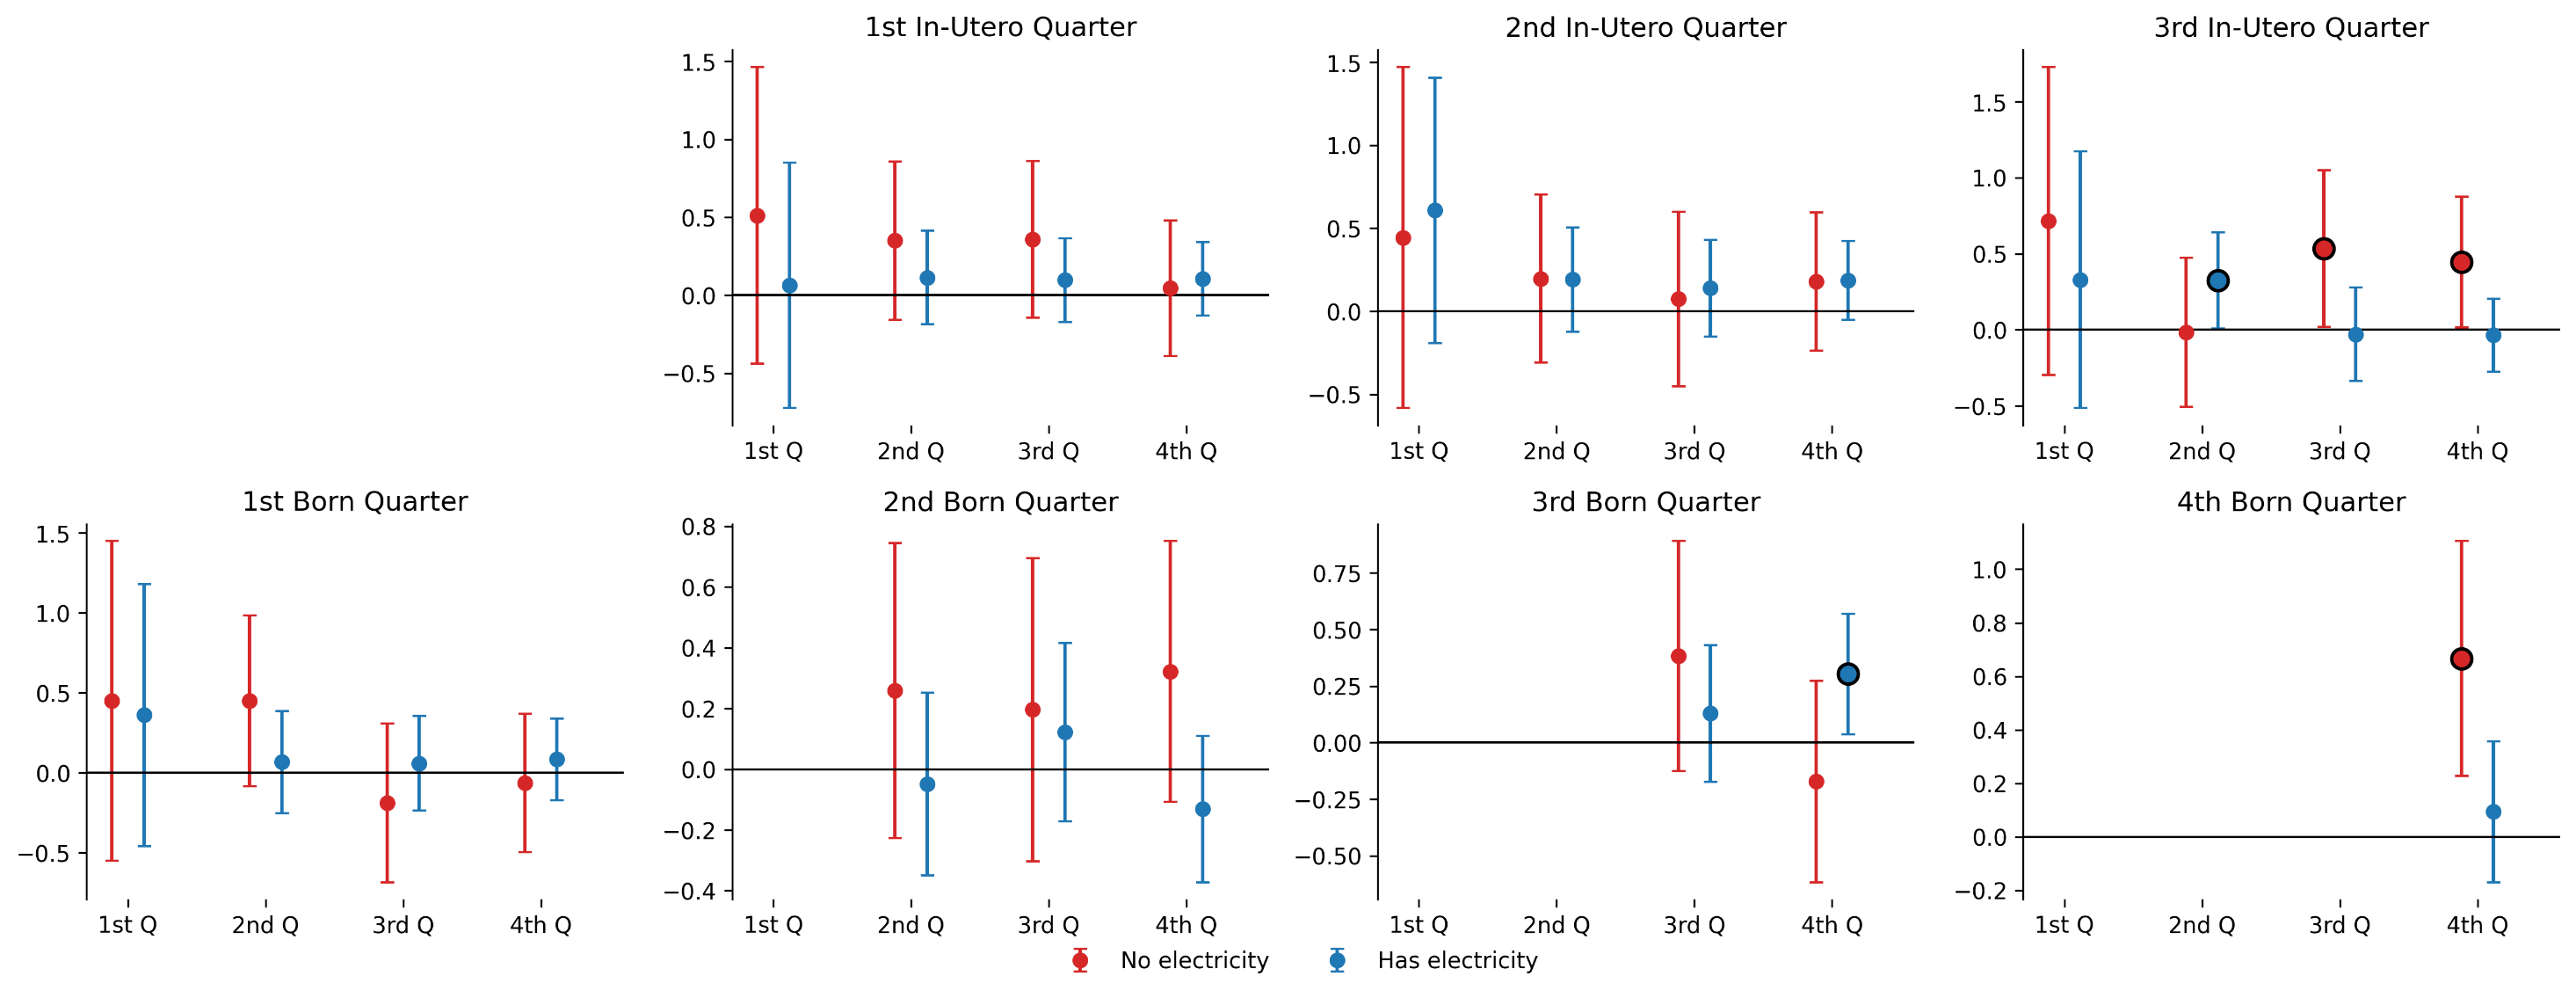 1st In-Utero Quarter
1.5
1.0
0.5
0.0
−0.5
1st Q 2nd Q 3rd Q 4th Q
2nd In-Utero Quarter
1.5
1.0
0.5
0.0
−0.5
1st Q 2nd Q 3rd Q 4th Q
3rd In-Utero Quarter
1.5
1.0
0.5
0.0
−0.5
1st Q 2nd Q 3rd Q 4th Q
1st Born Quarter
1.5
1.0
0.5
0.0
−0.5
1st Q 2nd Q 3rd Q 4th Q
2nd Born Quarter
0.8
0.6
0.4
0.2
0.0
−0.2
−0.4
1st Q 2nd Q 3rd Q 4th Q
3rd Born Quarter
0.75
0.50
0.25
0.00
−0.25
−0.50
1st Q 2nd Q 3rd Q 4th Q
4th Born Quarter
1.0
0.8
0.6
0.4
0.2
0.0
−0.2
1st Q 2nd Q 3rd Q 4th Q
No electricity Has electricity